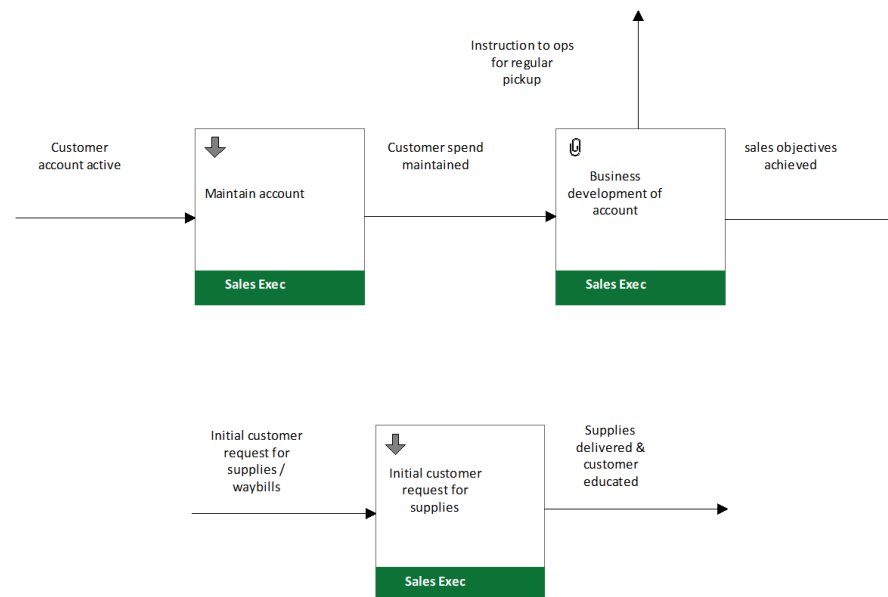 Instruction to ops
for regular
pickup
Customer
account active
Maintain account
Sales Exec
Customer spend
maintained
Business
development of
account
Sales Exec
sales objectives
achieved
Initial customer
request for
supplies /
waybills
Initial customer
request for
supplies
Sales Exec
Supplies
delivered &
customer
educated